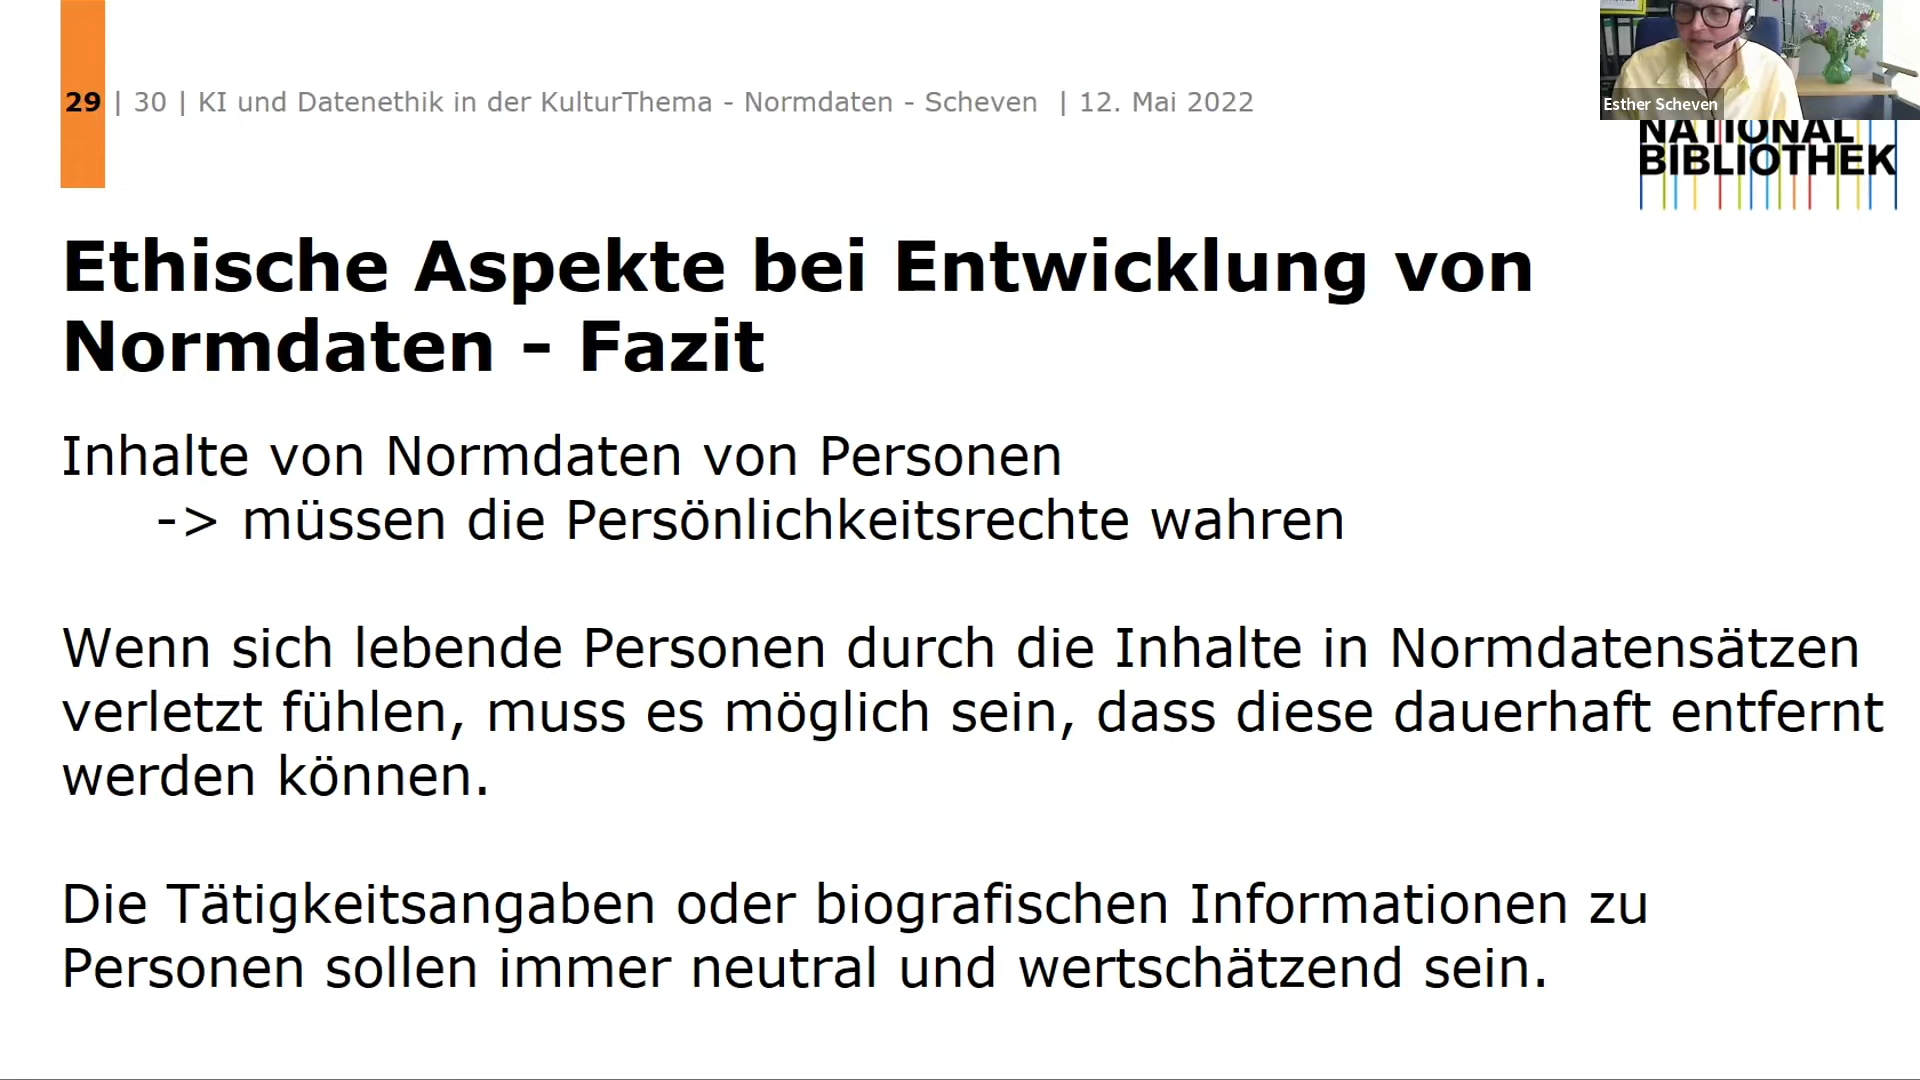 29 | 30 | KI und Datenethik in der KulturThema - Normdaten - Scheven | 12. Mai 2022
Esther Scheven
NATIONAL
BIBLIOTHEK
Ethische Aspekte bei Entwicklung von
Normdaten - Fazit
Inhalte von Normdaten von Personen
-> müssen die Persönlichkeitsrechte wahren
Wenn sich lebende Personen durch die Inhalte in Normdatensätzen
verletzt fühlen, muss es möglich sein, dass diese dauerhaft entfernt
werden können.
Die Tätigkeitsangaben oder biografischen Informationen zu
Personen sollen immer neutral und wertschätzend sein.